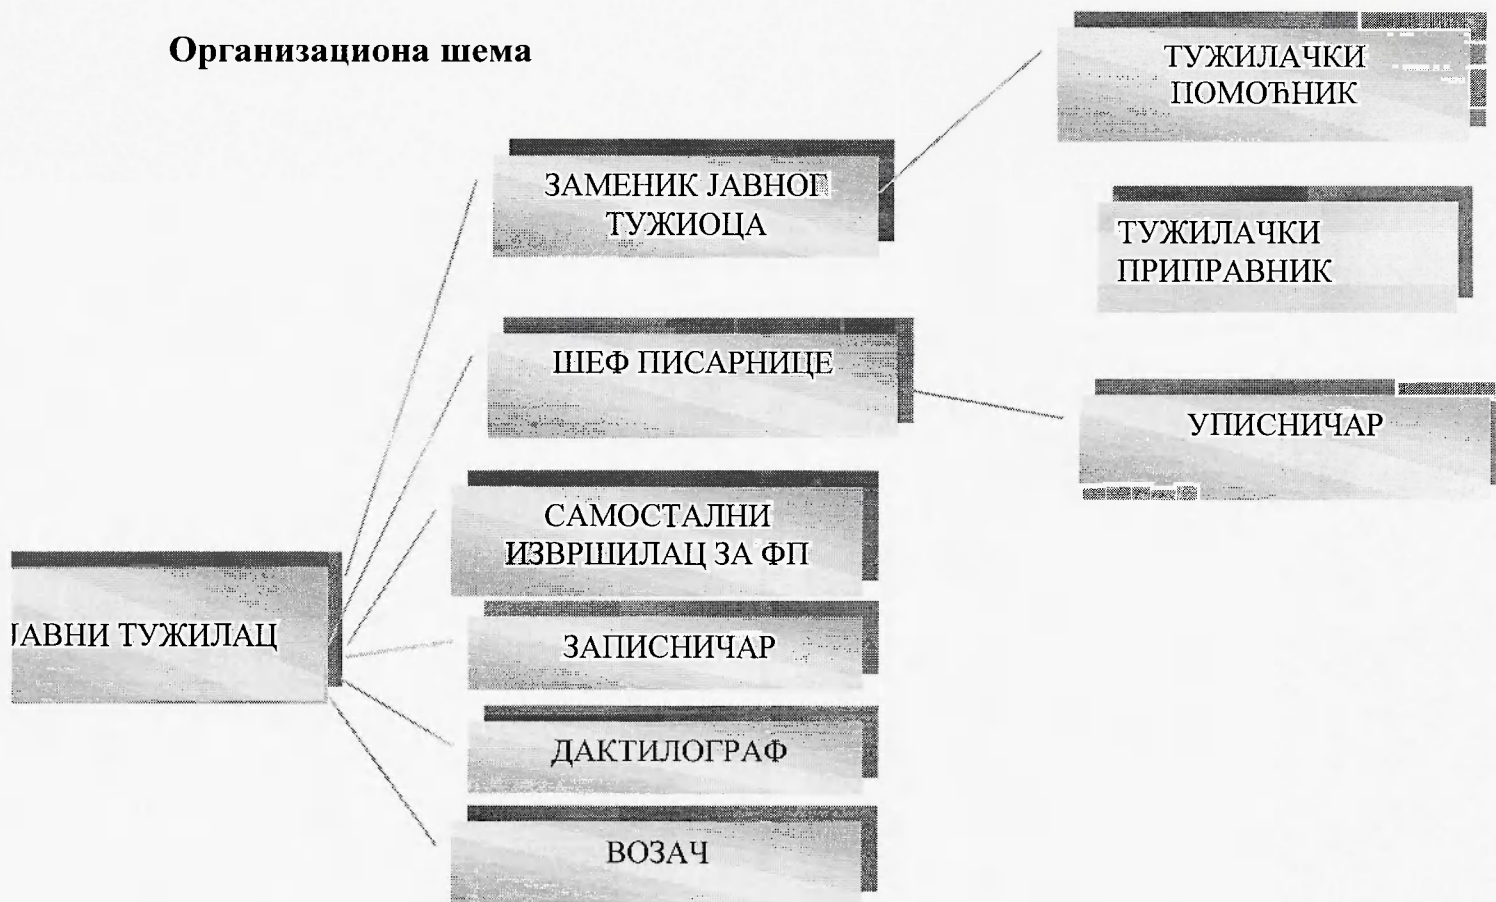 Организациона шема
ТУЖИЛАЧКИ
ПОМОЋНИК
ЗАМЕНИК ЈАВНОГ
ТУЖИОЦА
ТУЖИЛАЧКИ
ПРИПРАВНИК
ШЕФ ПИСАРНИЦЕ
УПИСНИЧАР
САМОСТАЛНИ
ИЗВРШИЛАЦ ЗА ФП
ЈАВНИ ТУЖИЛАЦ
ЗАПИСНИЧАР
ДАКТИЛОГРАФ
ВОЗАЧ